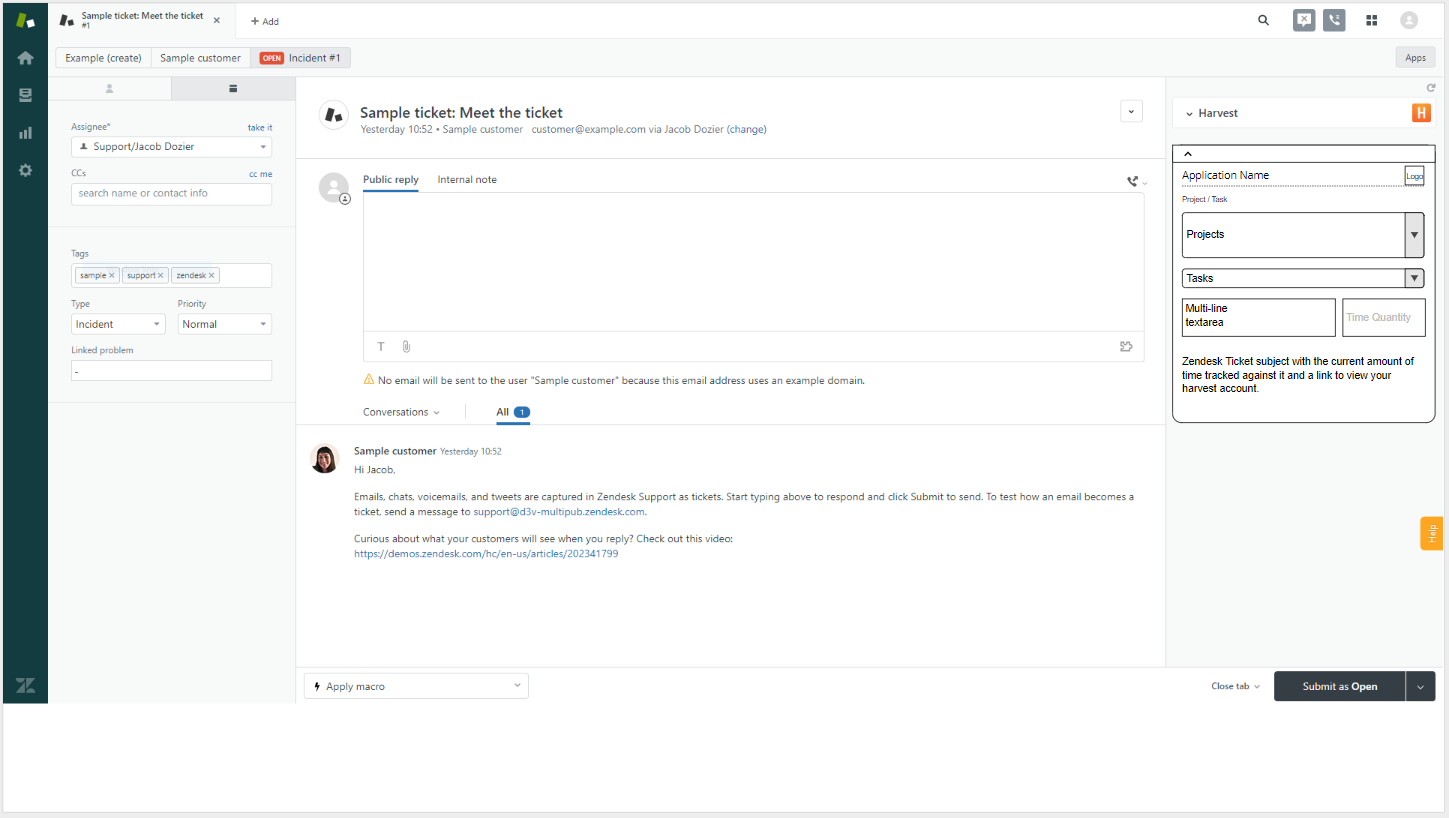 Sample ticket: Meet the ticket
#1
Add
Example (create)
Sample customer
OPEN Incident #1
Apps
Assignee*
take it
Support/Jacob Dozier
CCs
cc me
search name or contact info
Tags
sample
support
zendesk
Type
Priority
Incident
Normal
Linked problem
-
Sample ticket: Meet the ticket
Yesterday 10:52 • Sample customer customer@example.com via Jacob Dozier (change)
Public reply
Internal note
T
No email will be sent to the user "Sample customer" because this email address uses an example domain.
Conversations
All 1
Sample customer Yesterday 10:52
Hi Jacob,
Emails, chats, voicemails, and tweets are captured in Zendesk Support as tickets. Start typing above to respond and click Submit to send. To test how an email becomes a
ticket, send a message to support@d3v-multipub.zendesk.com.
Curious about what your customers will see when you reply? Check out this video:
https://demos.zendesk.com/hc/en-us/articles/202341799
Apply macro
Close tab
Submit as Open
Harvest
H
Application Name
Logo
Project / Task
Projects
Tasks
Multi-line
textarea
Time Quantity
Zendesk Ticket subject with the current amount of
time tracked against it and a link to view your
harvest account.
Help